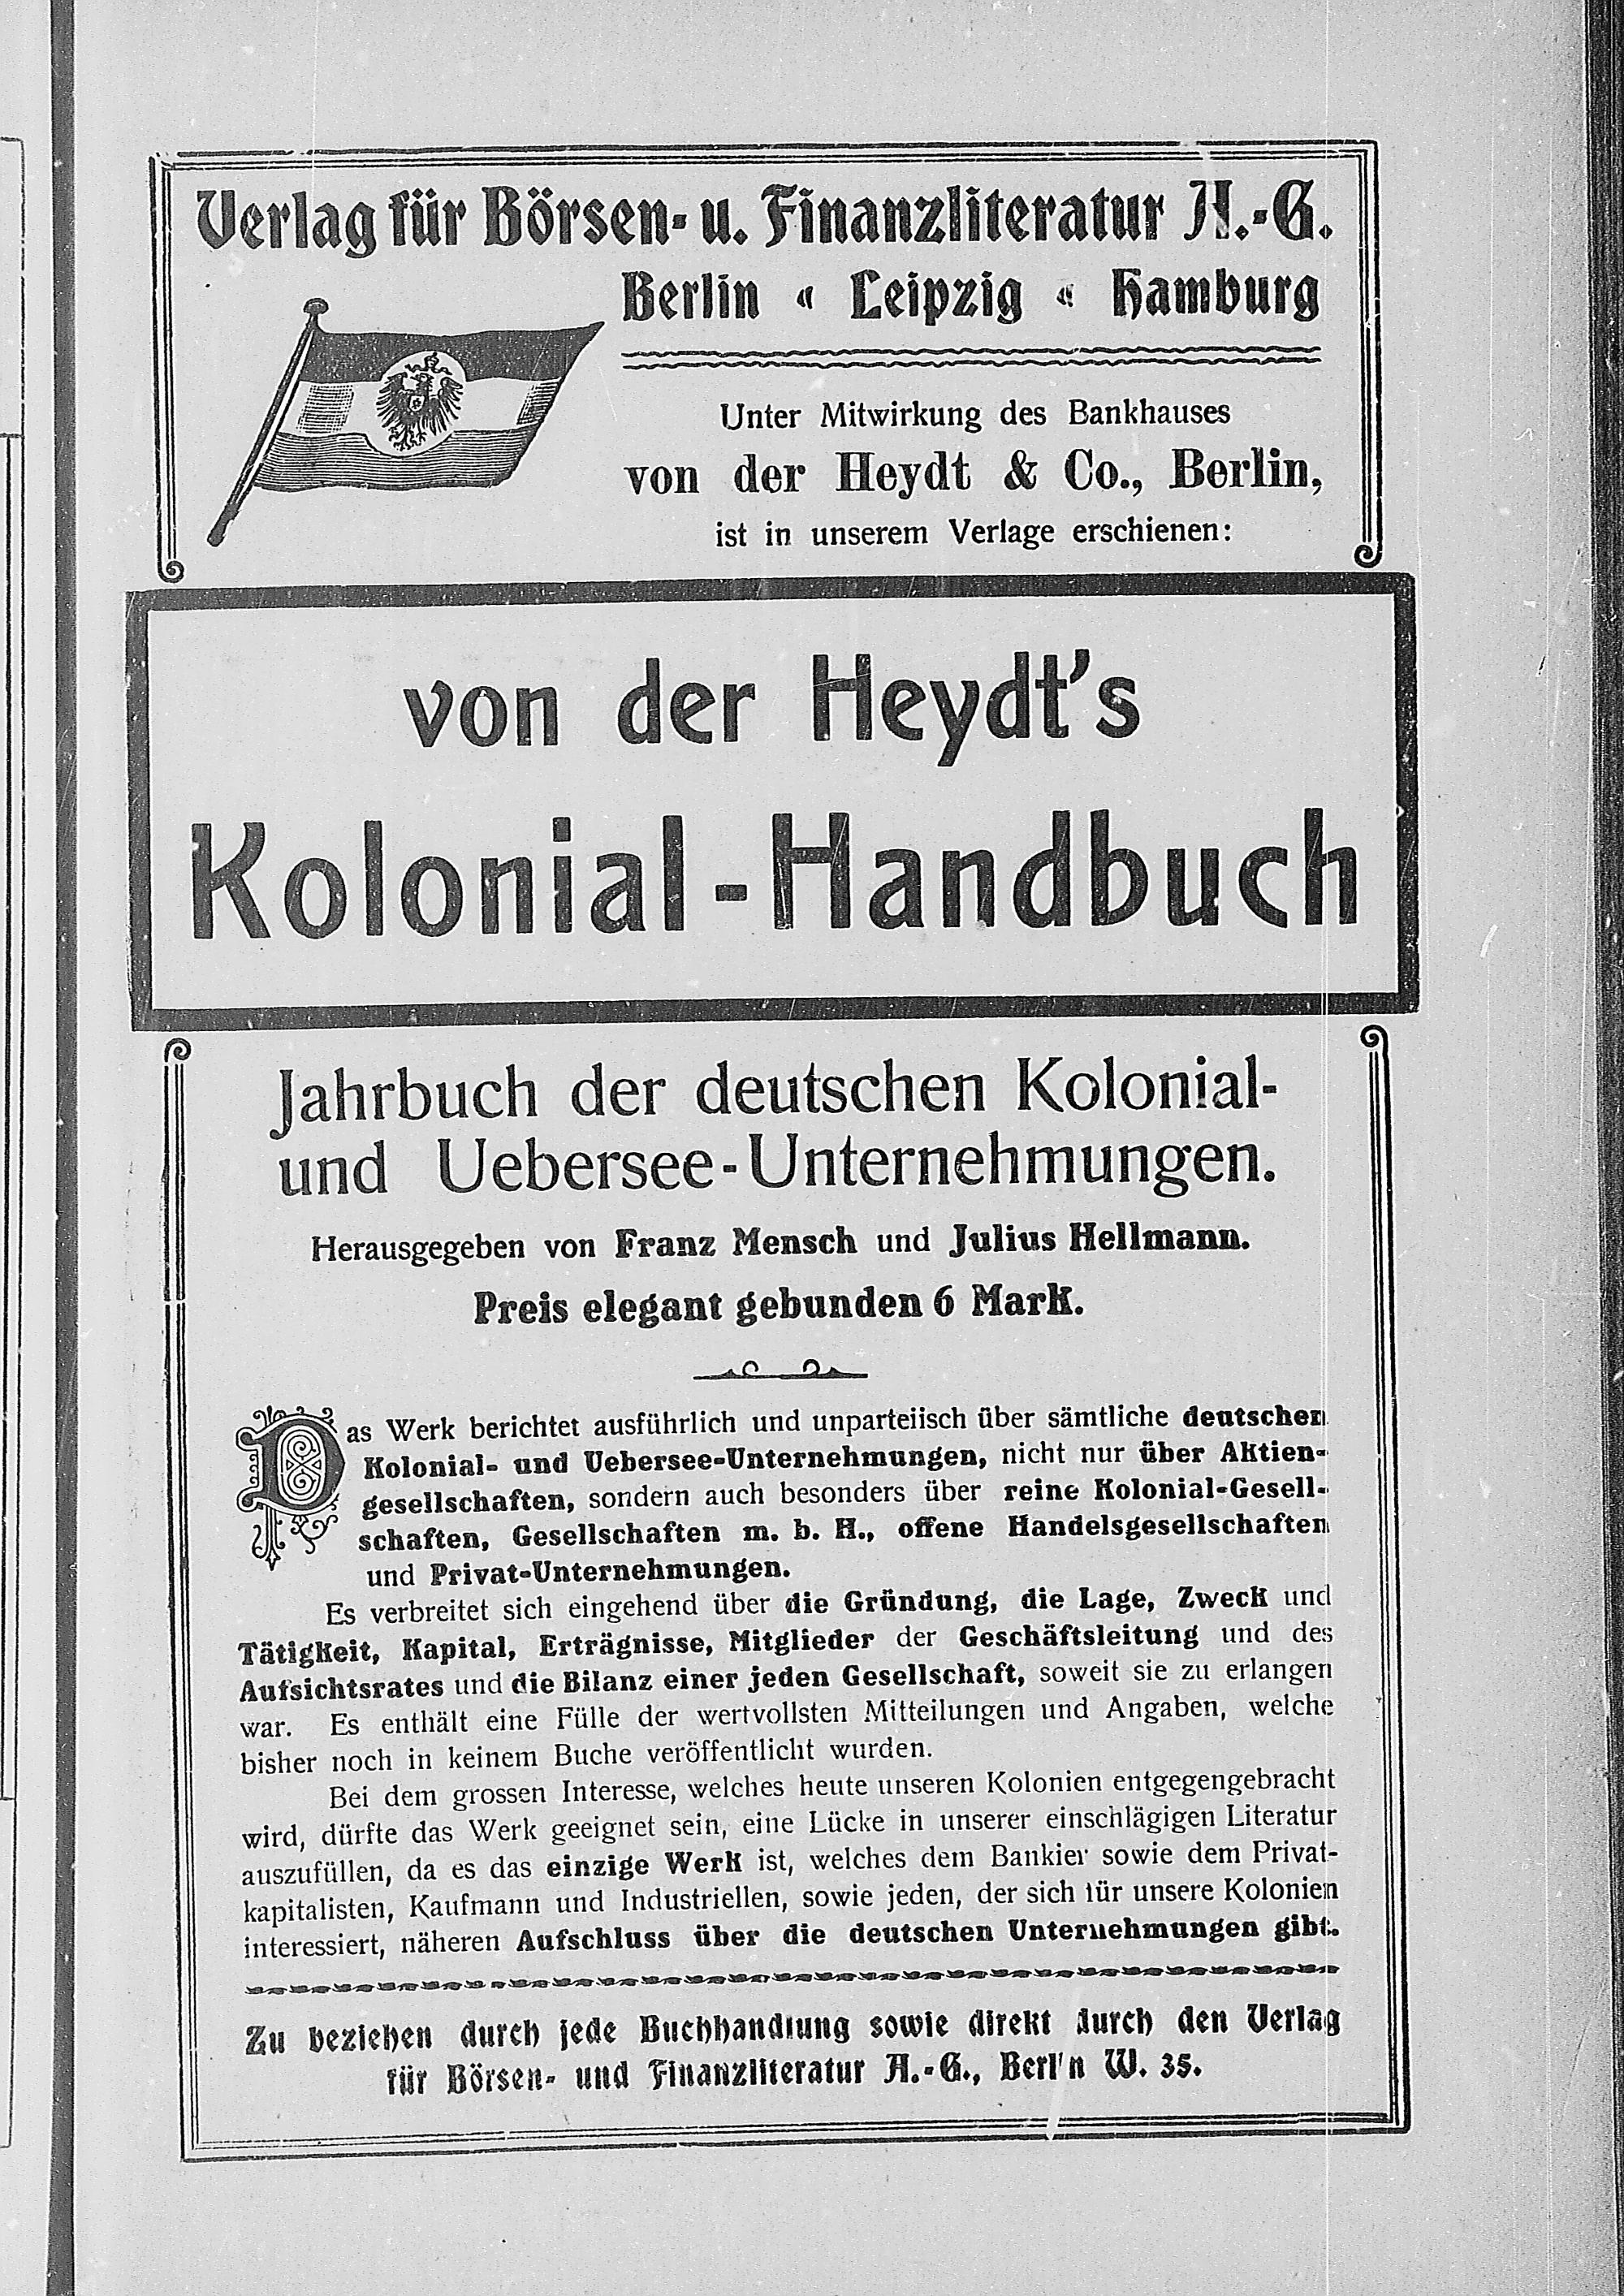 Verlag für Börsen- u. Finanzliteratur A.-G.
Berlin « Leipzig « Hamburg
Unter Mitwirkung des Bankhauses
von der Heydt & Co., Berlin,
ist in unserem Verlage erschienen:
von der Heydt's
Kolonial-Handbuch
Jahrbuch der deutschen Kolonial-
und Uebersee-Unternehmungen.
Herausgegeben von Franz Mensch und Julius Hellmann.
Preis elegant gebunden 6 Mark.
Das Werk berichtet ausführlich und unparteiisch über sämtliche deutschen
Kolonial- und Uebersee-Unternehmungen, nicht nur über Aktien-
gesellschaften, sondern auch besonders über reine Kolonial-Gesell-
schaften, Gesellschaften m. b. H., offene Handelsgesellschaften
und Privat-Unternehmungen.
Es verbreitet sich eingehend über die Gründung, die Lage, Zweck und
Tätigkeit, Kapital, Erträgnisse, Mitglieder der Geschäftsleitung und des
Aufsichtsrates und die Bilanz einer jeden Gesellschaft, soweit sie zu erlangen
war. Es enthält eine Fülle der wertvollsten Mitteilungen und Angaben, welche
bisher noch in keinem Buche veröffentlicht wurden.
Bei dem grossen Interesse, welches heute unseren Kolonien entgegengebracht
wird, dürfte das Werk geeignet sein, eine Lücke in unserer einschlägigen Literatur
auszufüllen, da es das einzige Werk ist, welches dem Bankier sowie dem Privat-
kapitalisten, Kaufmann und Industriellen, sowie jeden, der sich für unsere Kolonien
interessiert, näheren Aufschluss über die deutschen Unternehmungen gibt.
Zu beziehen durch jede Buchhandlung sowie direkt durch den Verlag
für Börsen- und Finanzliteratur A.-G., Berlin W. 35.